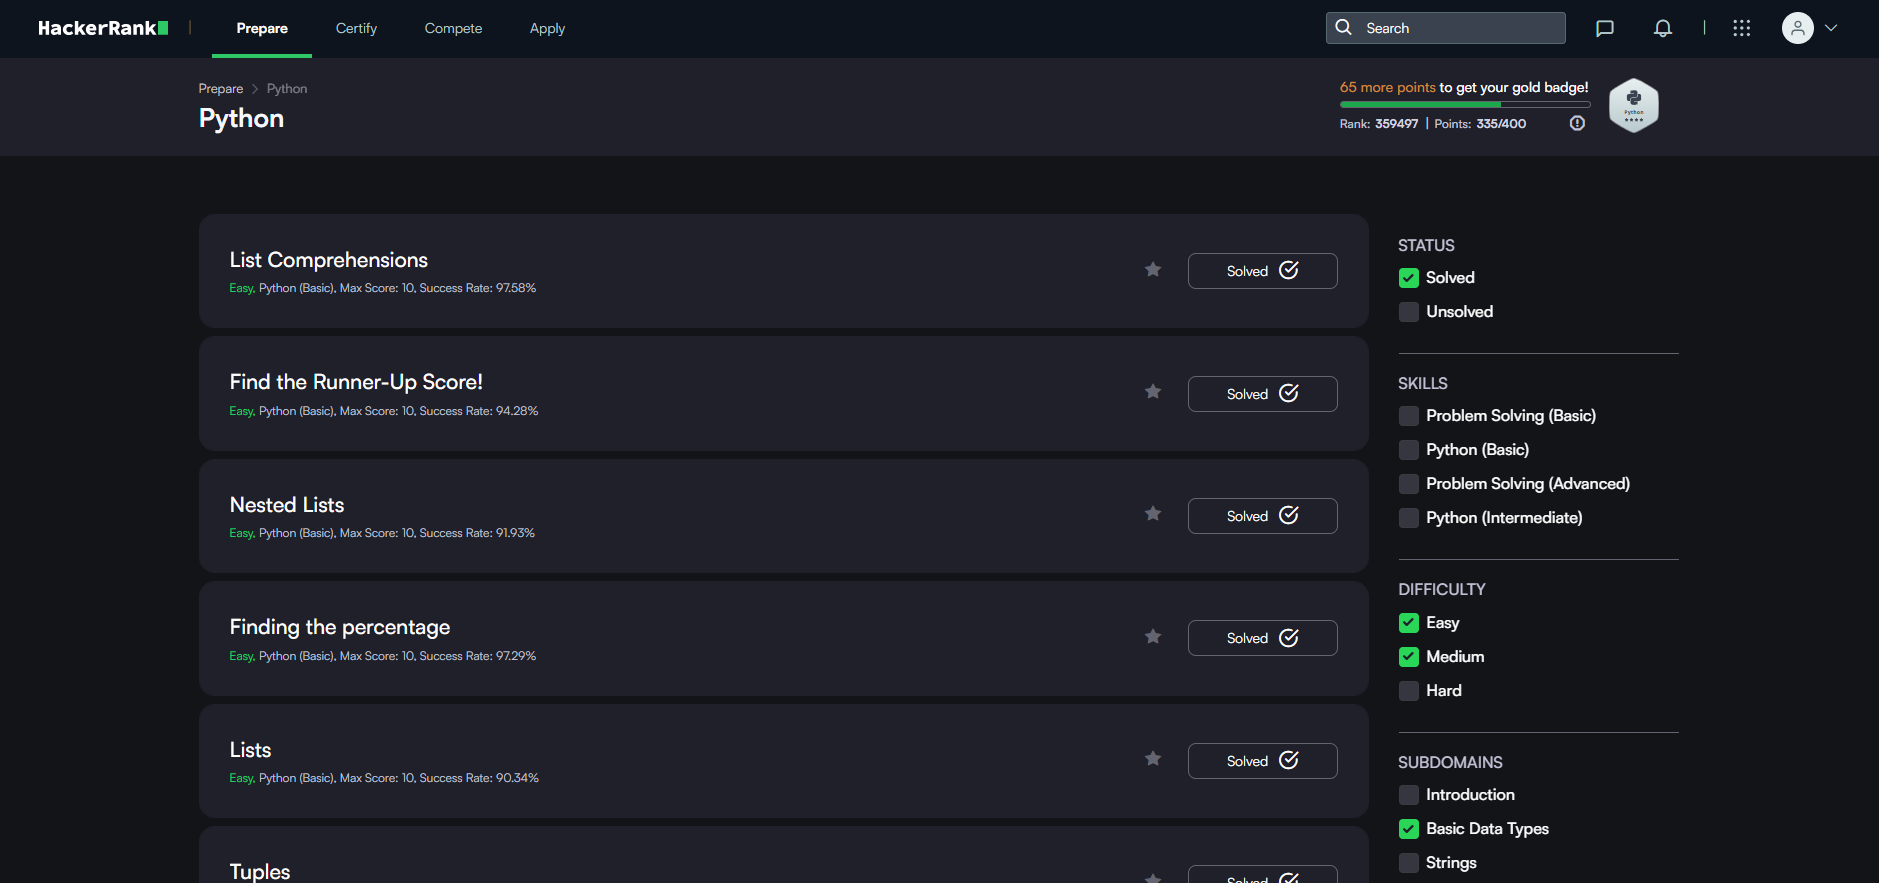 HackerRank
Prepare
Certify
Compete
Apply
Search
Prepare > Python
Python
65 more points to get your gold badge!
Rank: 359497 | Points: 335/400
Python
List Comprehensions
Easy, Python (Basic), Max Score: 10, Success Rate: 97.58%
Solved
Find the Runner-Up Score!
Easy, Python (Basic), Max Score: 10, Success Rate: 94.28%
Solved
Nested Lists
Easy, Python (Basic), Max Score: 10, Success Rate: 91.93%
Solved
Finding the percentage
Easy, Python (Basic), Max Score: 10, Success Rate: 97.29%
Solved
Lists
Easy, Python (Basic), Max Score: 10, Success Rate: 90.34%
Solved
Tuples
Solved
STATUS
Solved
Unsolved
SKILLS
Problem Solving (Basic)
Python (Basic)
Problem Solving (Advanced)
Python (Intermediate)
DIFFICULTY
Easy
Medium
Hard
SUBDOMAINS
Introduction
Basic Data Types
Strings